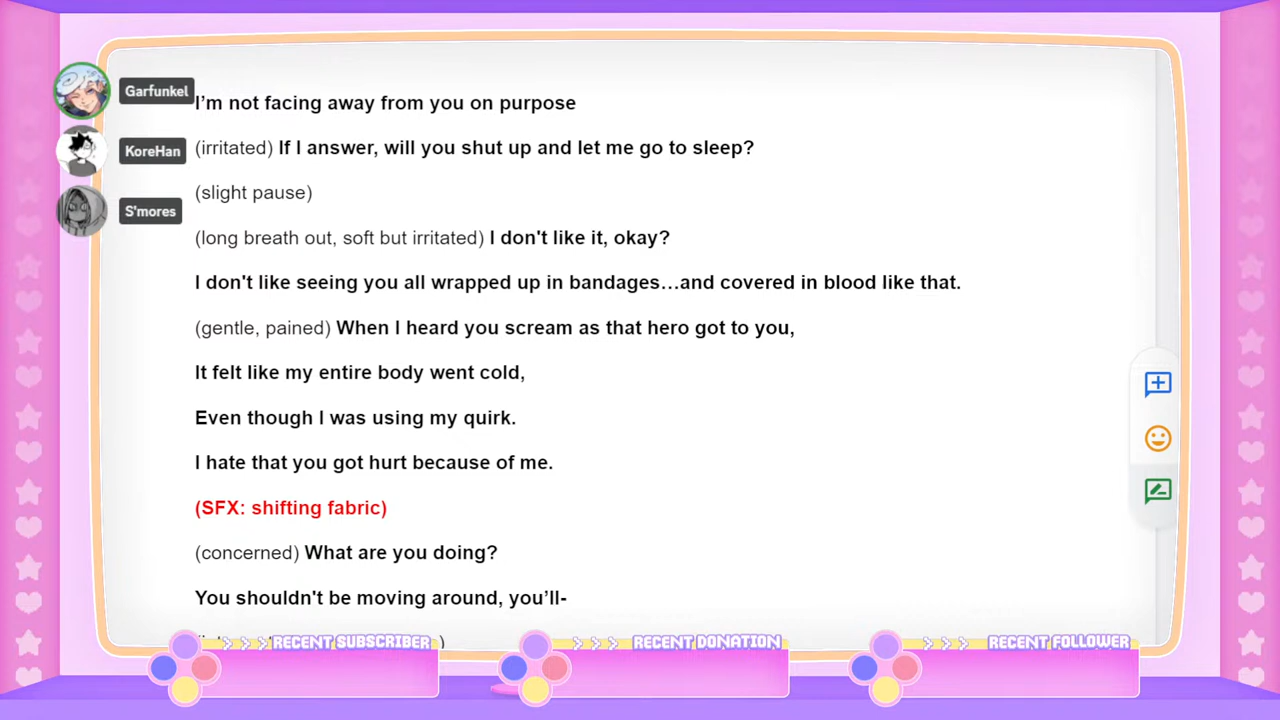 Garfunkel
I'm not facing away from you on purpose
KoreHan
(irritated) If I answer, will you shut up and let me go to sleep?
(slight pause)
S'mores
(long breath out, soft but irritated) I don't like it, okay?
I don't like seeing you all wrapped up in bandages…and covered in blood like that.
(gentle, pained) When I heard you scream as that hero got to you,
It felt like my entire body went cold,
Even though I was using my quirk.
I hate that you got hurt because of me.
(SFX: shifting fabric)
(concerned) What are you doing?
You shouldn't be moving around, you'll-
> > > RECENT SUBSCRIBER
> > > RECENT DONATION
> > > RECENT FOLLOWER